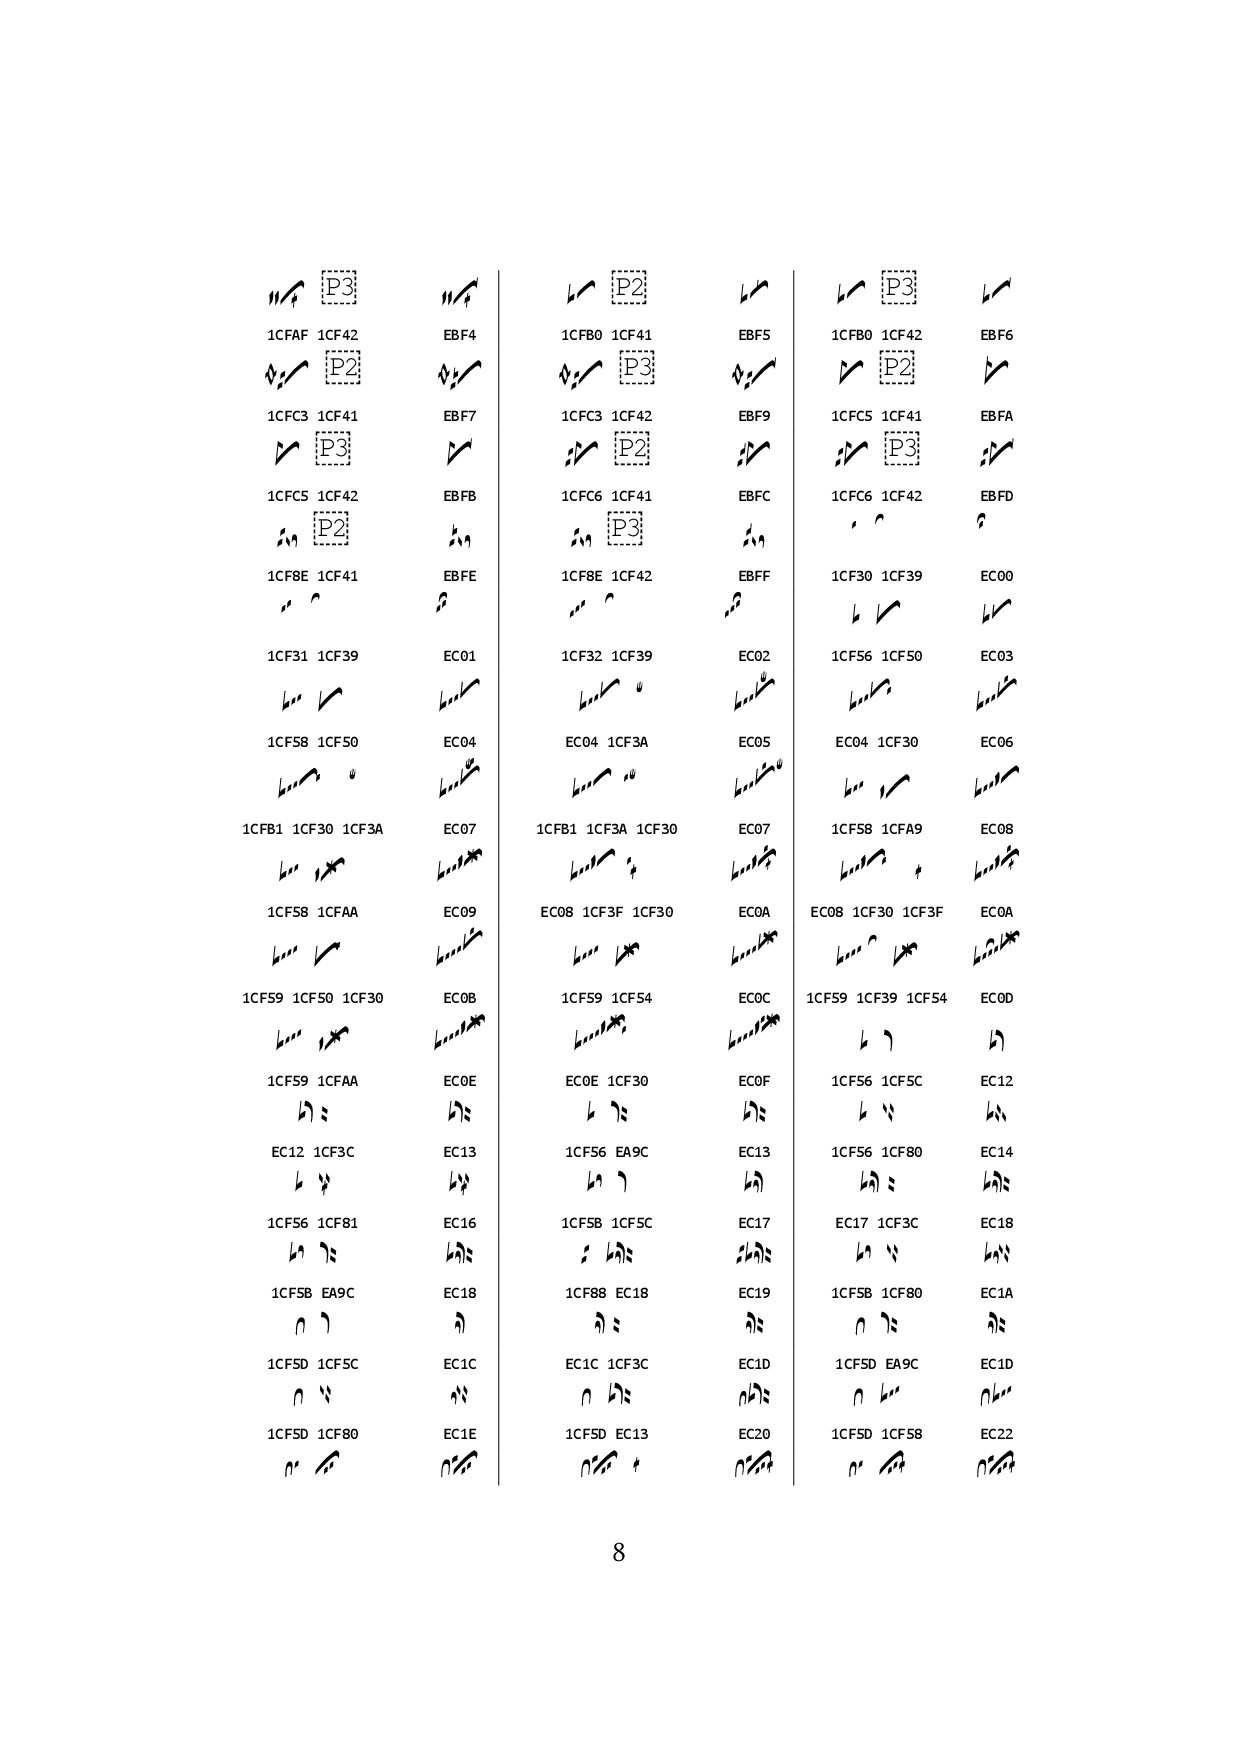 P3 P2 P3
1CFAF 1CF42 EBF4 1CFB0 1CF41 EBF5 1CFB0 1CF42 EBF6
P2 P3 P2
1CFC3 1CF41 EBF7 1CFC3 1CF42 EBF9 1CFC5 1CF41 EBFA
P3 P2 P3
1CFC5 1CF42 EBFB 1CFC6 1CF41 EBFC 1CFC6 1CF42 EBFD
P2 P3
1CF8E 1CF41 EBFE 1CF8E 1CF42 EBFF 1CF30 1CF39 EC00
1CF31 1CF39 EC01 1CF32 1CF39 EC02 1CF56 1CF50 EC03
1CF58 1CF50 EC04 EC04 1CF3A EC05 EC04 1CF30 EC06
1CFB1 1CF30 1CF3A EC07 1CFB1 1CF3A 1CF30 EC07 1CF58 1CFA9 EC08
1CF58 1CFAA EC09 EC08 1CF3F 1CF30 EC0A EC08 1CF30 1CF3F EC0A
1CF59 1CF50 1CF30 EC0B 1CF59 1CF54 EC0C 1CF59 1CF39 1CF54 EC0D
1CF59 1CFAA EC0E EC0E 1CF30 EC0F 1CF56 1CF5C EC12
EC12 1CF3C EC13 1CF56 EA9C EC13 1CF56 1CF80 EC14
1CF56 1CF81 EC16 1CF5B 1CF5C EC17 EC17 1CF3C EC18
1CF5B EA9C EC18 1CF88 EC18 EC19 1CF5B 1CF80 EC1A
1CF5D 1CF5C EC1C EC1C 1CF3C EC1D 1CF5D EA9C EC1D
1CF5D 1CF80 EC1E 1CF5D EC13 EC20 1CF5D 1CF58 EC22
8